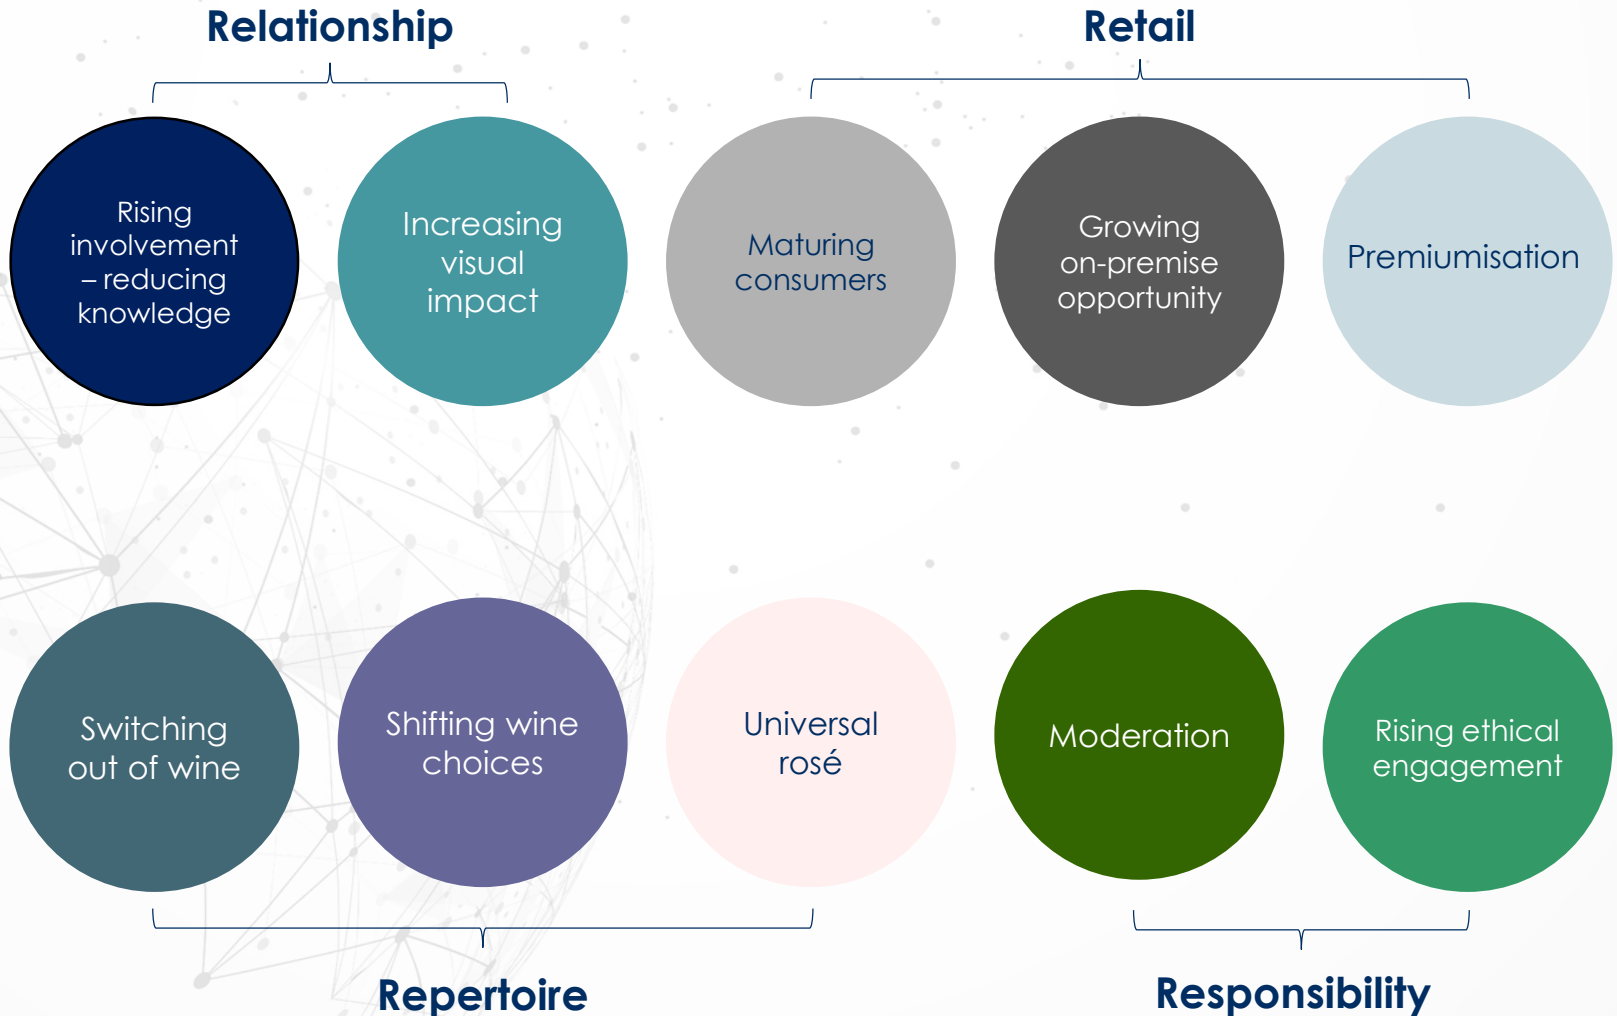 Relationship
Retail
Rising
involvement
– reducing
knowledge
Increasing
visual
impact
Maturing
consumers
Growing
on-premise
opportunity
Premiumisation
Switching
out of wine
Shifting wine
choices
Universal
rosé
Moderation
Rising ethical
engagement
Repertoire
Responsibility